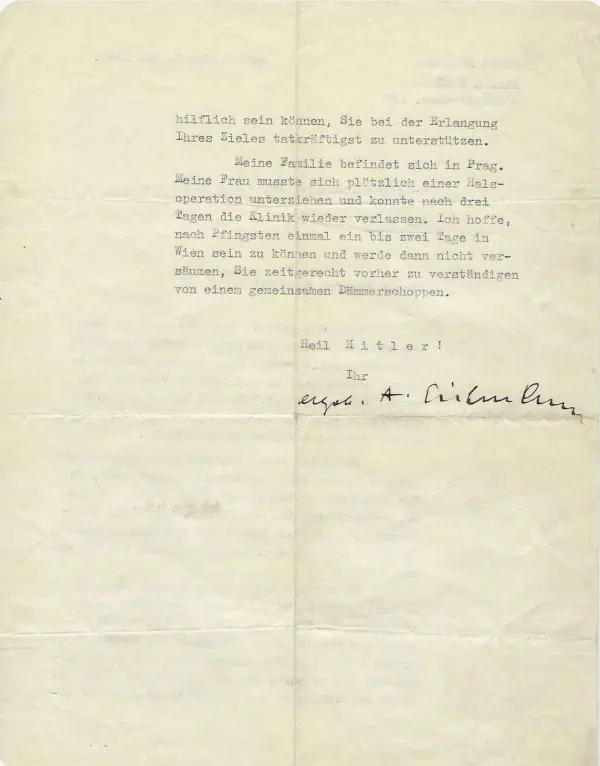 hilflich sein können, Sie bei der Erlangung
Ihres Zieles tatkräftigst zu unterstützen.
Meine Familie befindet sich in Prag.
Meine Frau musste sich plötzlich einer Hals-
operation unterziehen und konnte nach drei
Tagen die Klinik wieder verlassen. Ich hoffe,
nach Pfingsten einmal ein bis zwei Tage in
Wien sein zu können und werde dann nicht ver-
säumen, Sie zeitgerecht vorher zu verständigen
von einem gemeinsamen Dämmerschoppen.
Heil H i t l e r !
Ihr
A.